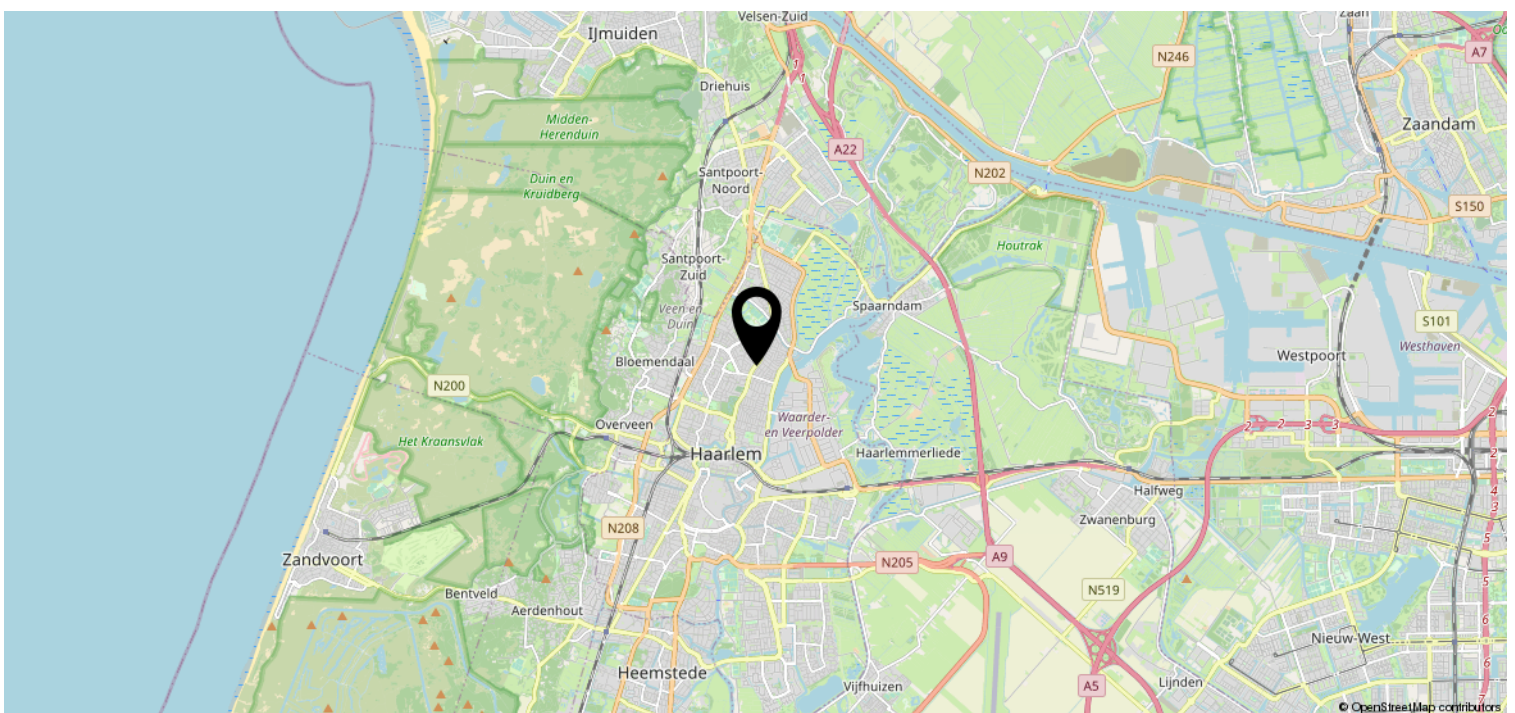 Velsen-Zuid
Zaan
IJmuiden
A7
N246
Driehuis
Midden-
Herenduin
Zaandam
A22
Santpoort-
Noord
N202
Duin en
Kruidberg
S150
Houtrak
Santpoort-
Zuid
Veen en
Duin
Spaarndam
S101
Westhaven
Westpoort
Bloemendaal
N200
Waarder-
en Veerpolder
Overveen
Het Kraansvlak
Haarlem
Haarlemmerliede
Halfweg
Zwanenburg
N208
Zandvoort
N205
A9
N519
Bentveld
Aerdenhout
Nieuw-West
Heemstede
Vijfhuizen
A5
Lijnden
© OpenStreetMap contributors